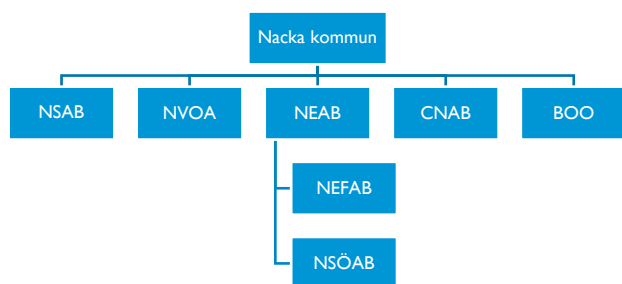 Nacka kommun
NSAB
NVOA
NEAB
CNAB
BOO
NEFAB
NSÖAB